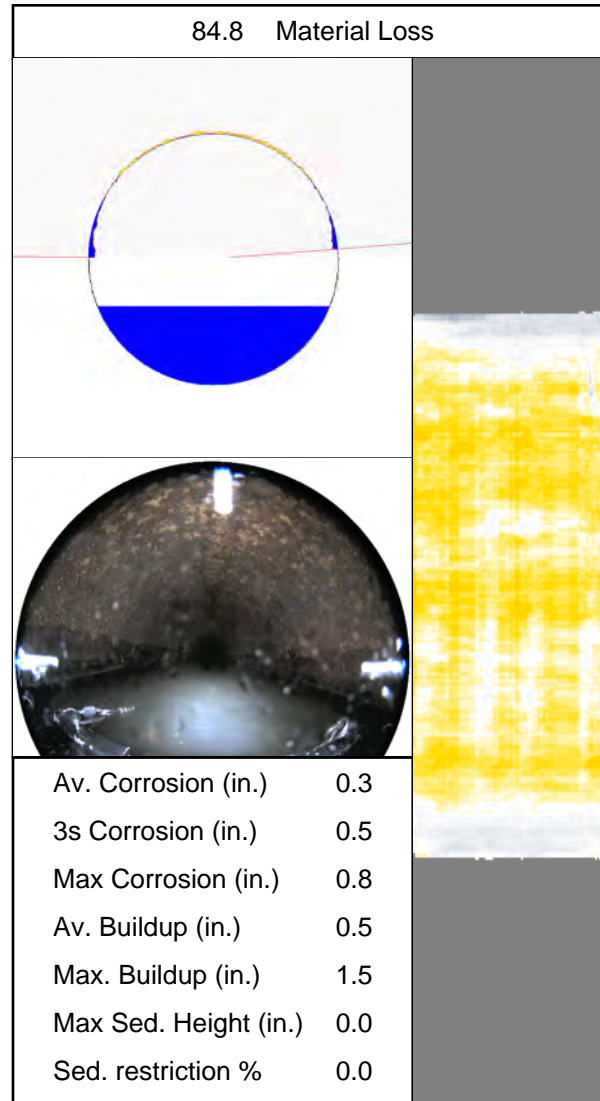 84.8 Material Loss
Av. Corrosion (in.) 0.3
3s Corrosion (in.) 0.5
Max Corrosion (in.) 0.8
Av. Buildup (in.) 0.5
Max. Buildup (in.) 1.5
Max Sed. Height (in.) 0.0
Sed. restriction % 0.0